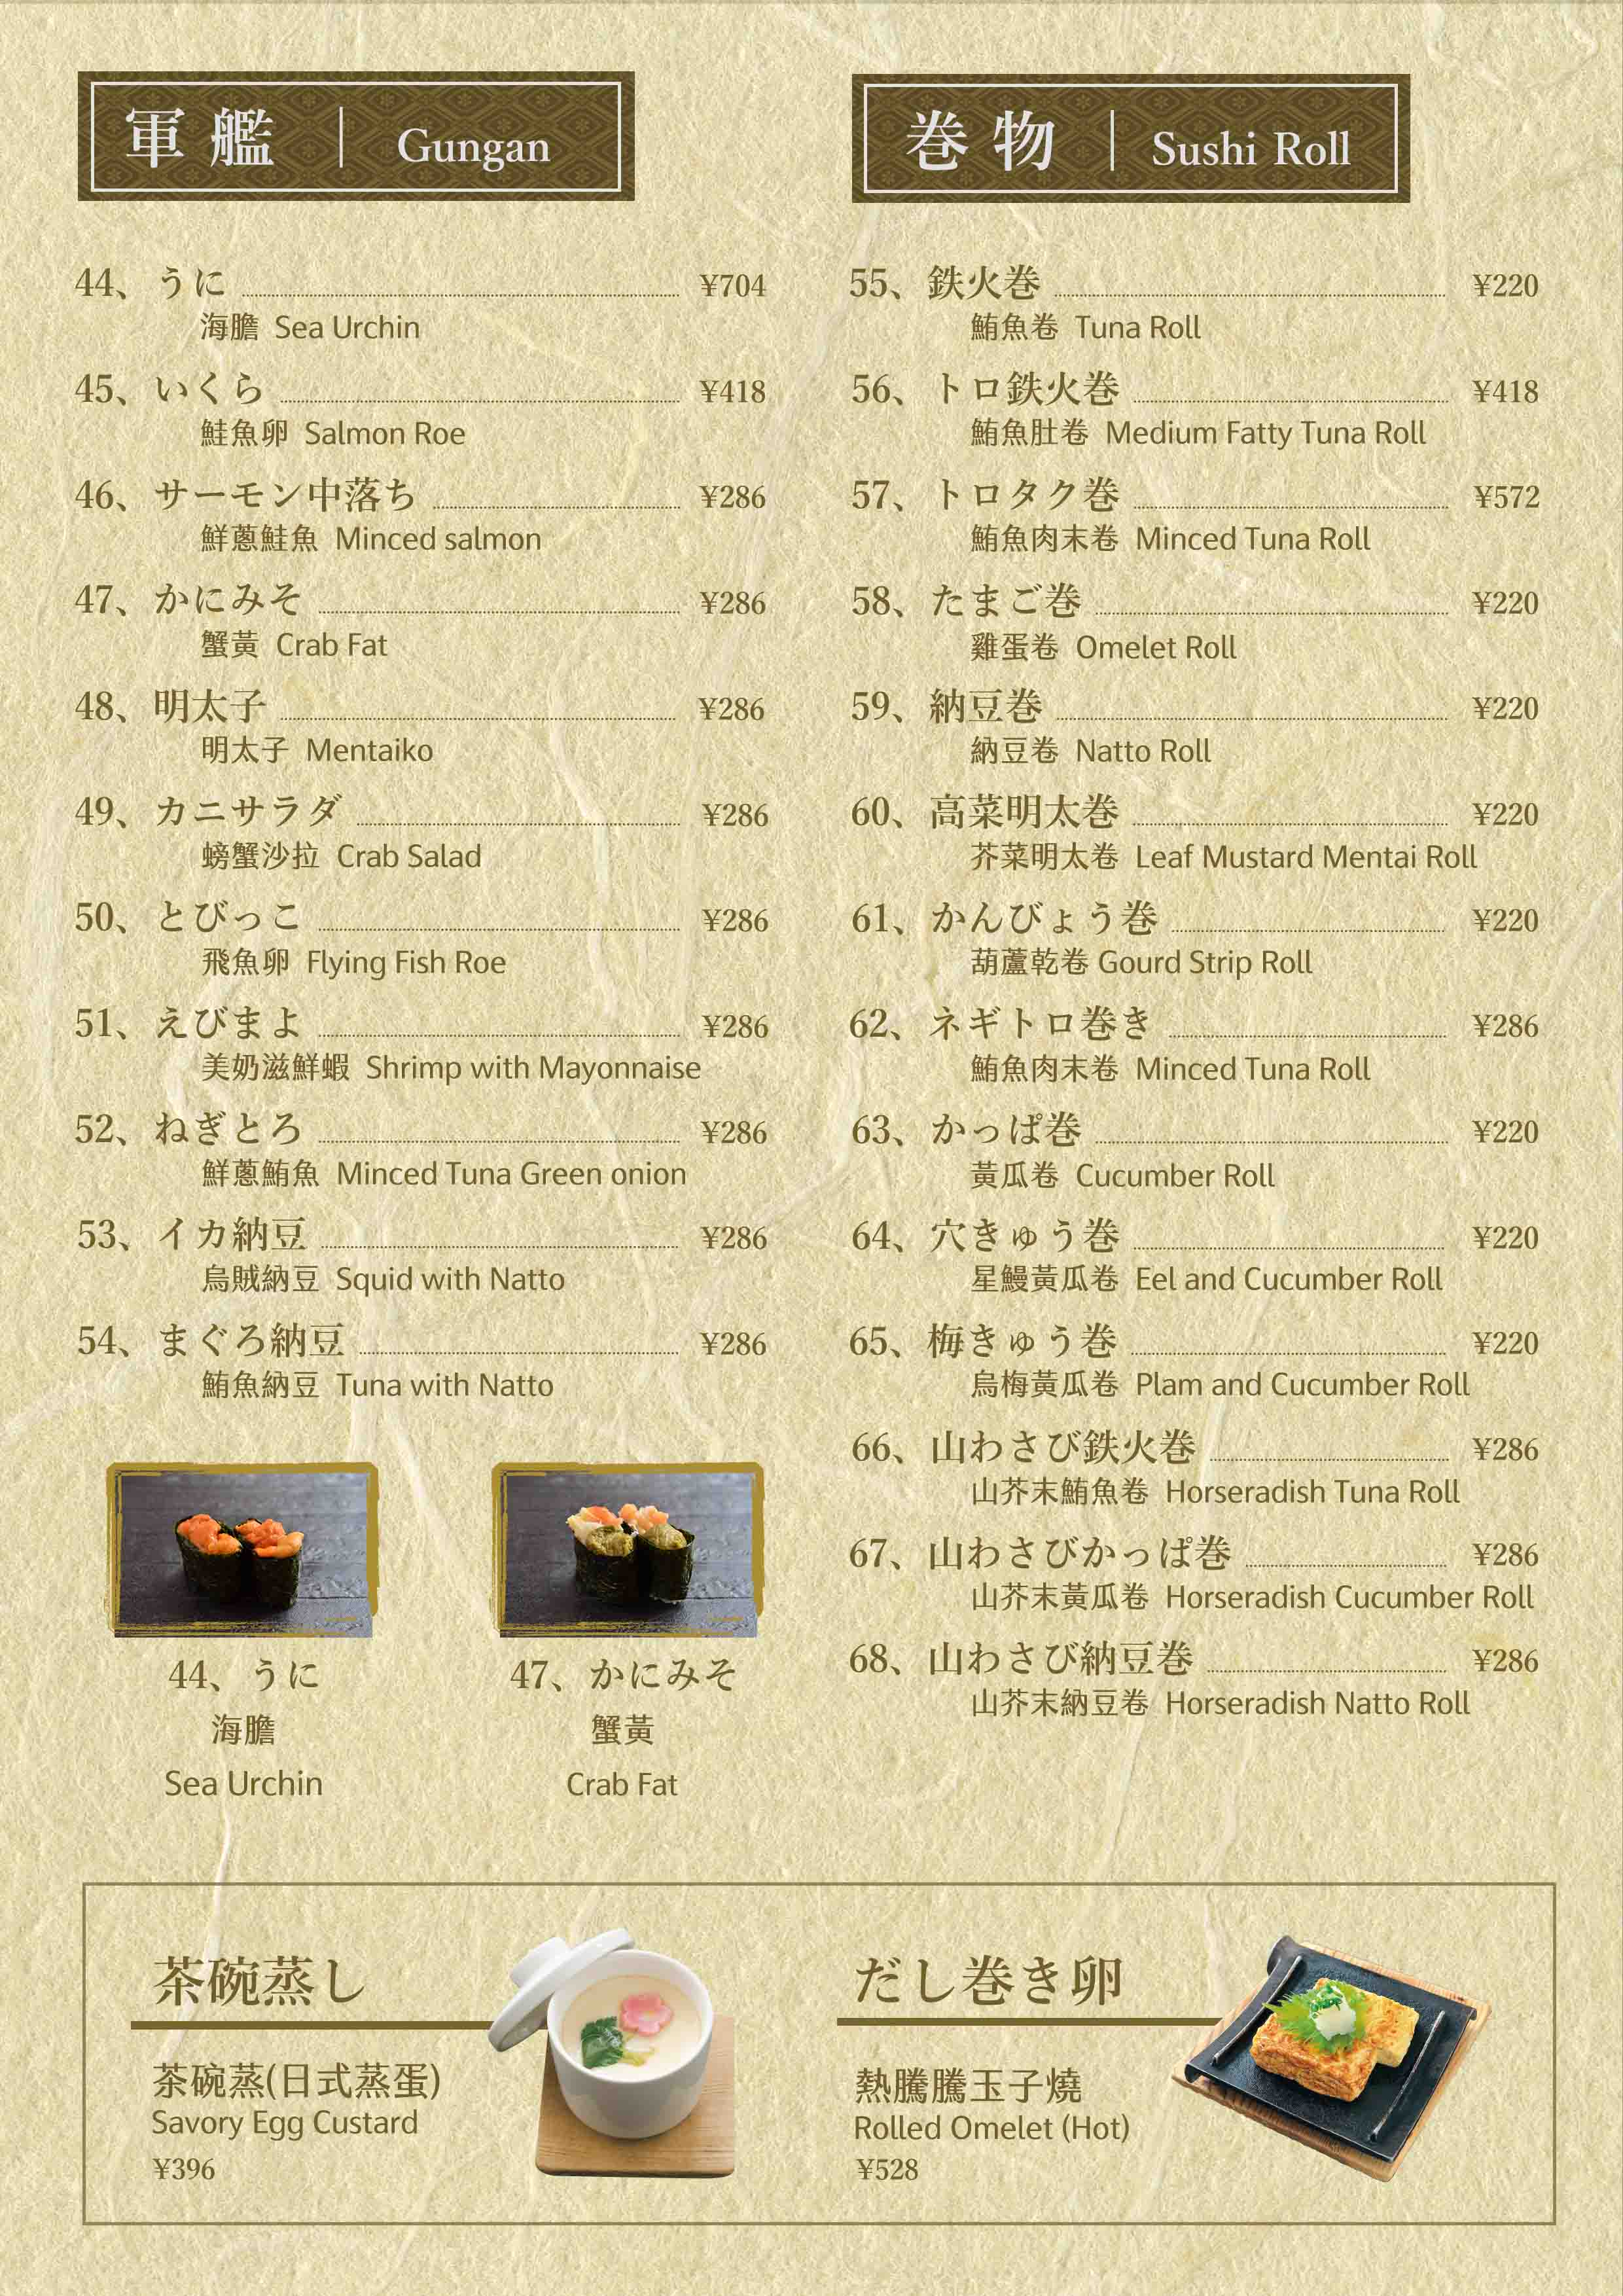 軍艦 | Gungan
44、うに ¥704
海膽 Sea Urchin
45、いくら ¥418
鮭魚卵 Salmon Roe
46、サーモン中落ち ¥286
鮮蔥鮭魚 Minced salmon
47、かにみそ ¥286
蟹黃 Crab Fat
48、明太子 ¥286
明太子 Mentaiko
49、カニサラダ ¥286
螃蟹沙拉 Crab Salad
50、とびっこ ¥286
飛魚卵 Flying Fish Roe
51、えびまよ ¥286
美奶滋鮮蝦 Shrimp with Mayonnaise
52、ねぎとろ ¥286
鮮蔥鮪魚 Minced Tuna Green onion
53、イカ納豆 ¥286
烏賊納豆 Squid with Natto
54、まぐろ納豆 ¥286
鮪魚納豆 Tuna with Natto
44、うに
海膽
Sea Urchin
47、かにみそ
蟹黃
Crab Fat
巻物 | Sushi Roll
55、鉄火巻 ¥220
鮪魚卷 Tuna Roll
56、トロ鉄火巻 ¥418
鮪魚肚卷 Medium Fatty Tuna Roll
57、トロタク巻 ¥572
鮪魚肉末卷 Minced Tuna Roll
58、たまご巻 ¥220
雞蛋卷 Omelet Roll
59、納豆巻 ¥220
納豆卷 Natto Roll
60、高菜明太巻 ¥220
芥菜明太卷 Leaf Mustard Mentai Roll
61、かんびょう巻 ¥220
葫蘆乾卷 Gourd Strip Roll
62、ネギトロ巻き ¥286
鮪魚肉末卷 Minced Tuna Roll
63、かっぱ巻 ¥220
黃瓜卷 Cucumber Roll
64、穴きゅう巻 ¥220
星鰻黃瓜卷 Eel and Cucumber Roll
65、梅きゅう巻 ¥220
烏梅黃瓜卷 Plam and Cucumber Roll
66、山わさび鉄火巻 ¥286
山芥末鮪魚卷 Horseradish Tuna Roll
67、山わさびかっぱ巻 ¥286
山芥末黃瓜卷 Horseradish Cucumber Roll
68、山わさび納豆巻 ¥286
山芥末納豆卷 Horseradish Natto Roll
茶碗蒸し
茶碗蒸(日式蒸蛋)
Savory Egg Custard
¥396
だし巻き卵
熱騰騰玉子燒
Rolled Omelet (Hot)
¥528